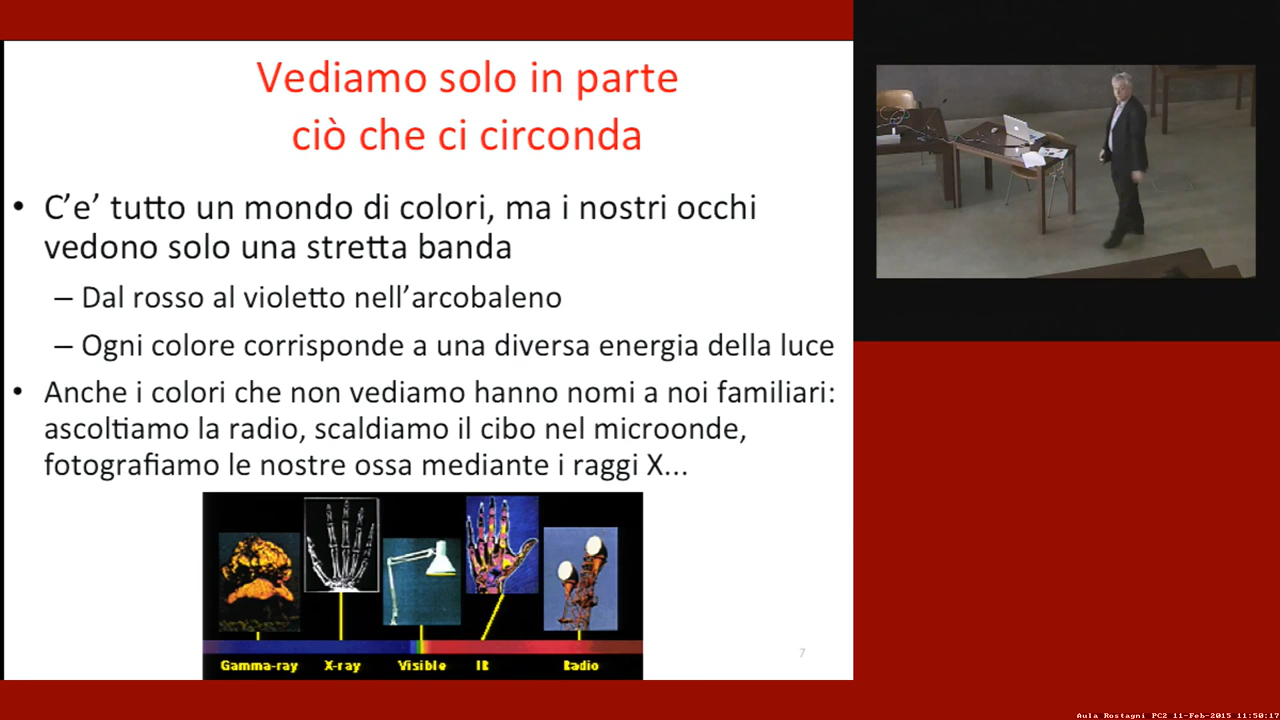 Vediamo solo in parte
ciò che ci circonda
• C’e’ tutto un mondo di colori, ma i nostri occhi
vedono solo una stretta banda
– Dal rosso al violetto nell’arcobaleno
– Ogni colore corrisponde a una diversa energia della luce
• Anche i colori che non vediamo hanno nomi a noi familiari:
ascoltiamo la radio, scaldiamo il cibo nel microonde,
fotografiamo le nostre ossa mediante i raggi X...
Gamma-ray X-ray Visible IR Radio
7
Aula Rostagni PC2 11-Feb-2015 11:50:17